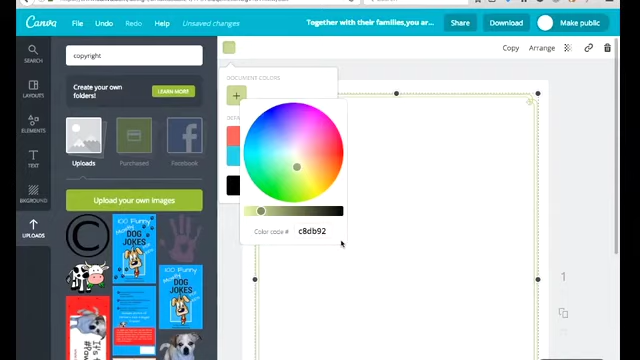 Canva
File
Undo
Redo
Help
Unsaved changes
Together with their families,you ar...
Share
Download
Make public
copyright
Copy
Arrange
SEARCH
Create your own
folders!
LEARN MORE
DOCUMENT COLORS
+
LAYOUTS
ELEMENTS
Uploads
Purchased
Facebook
TEXT
Upload your own images
BKGROUND
Color code #
c8db92
UPLOADS
©
100 Funny
DOG
JOKES
100 Funny
DOG
JOKES
1